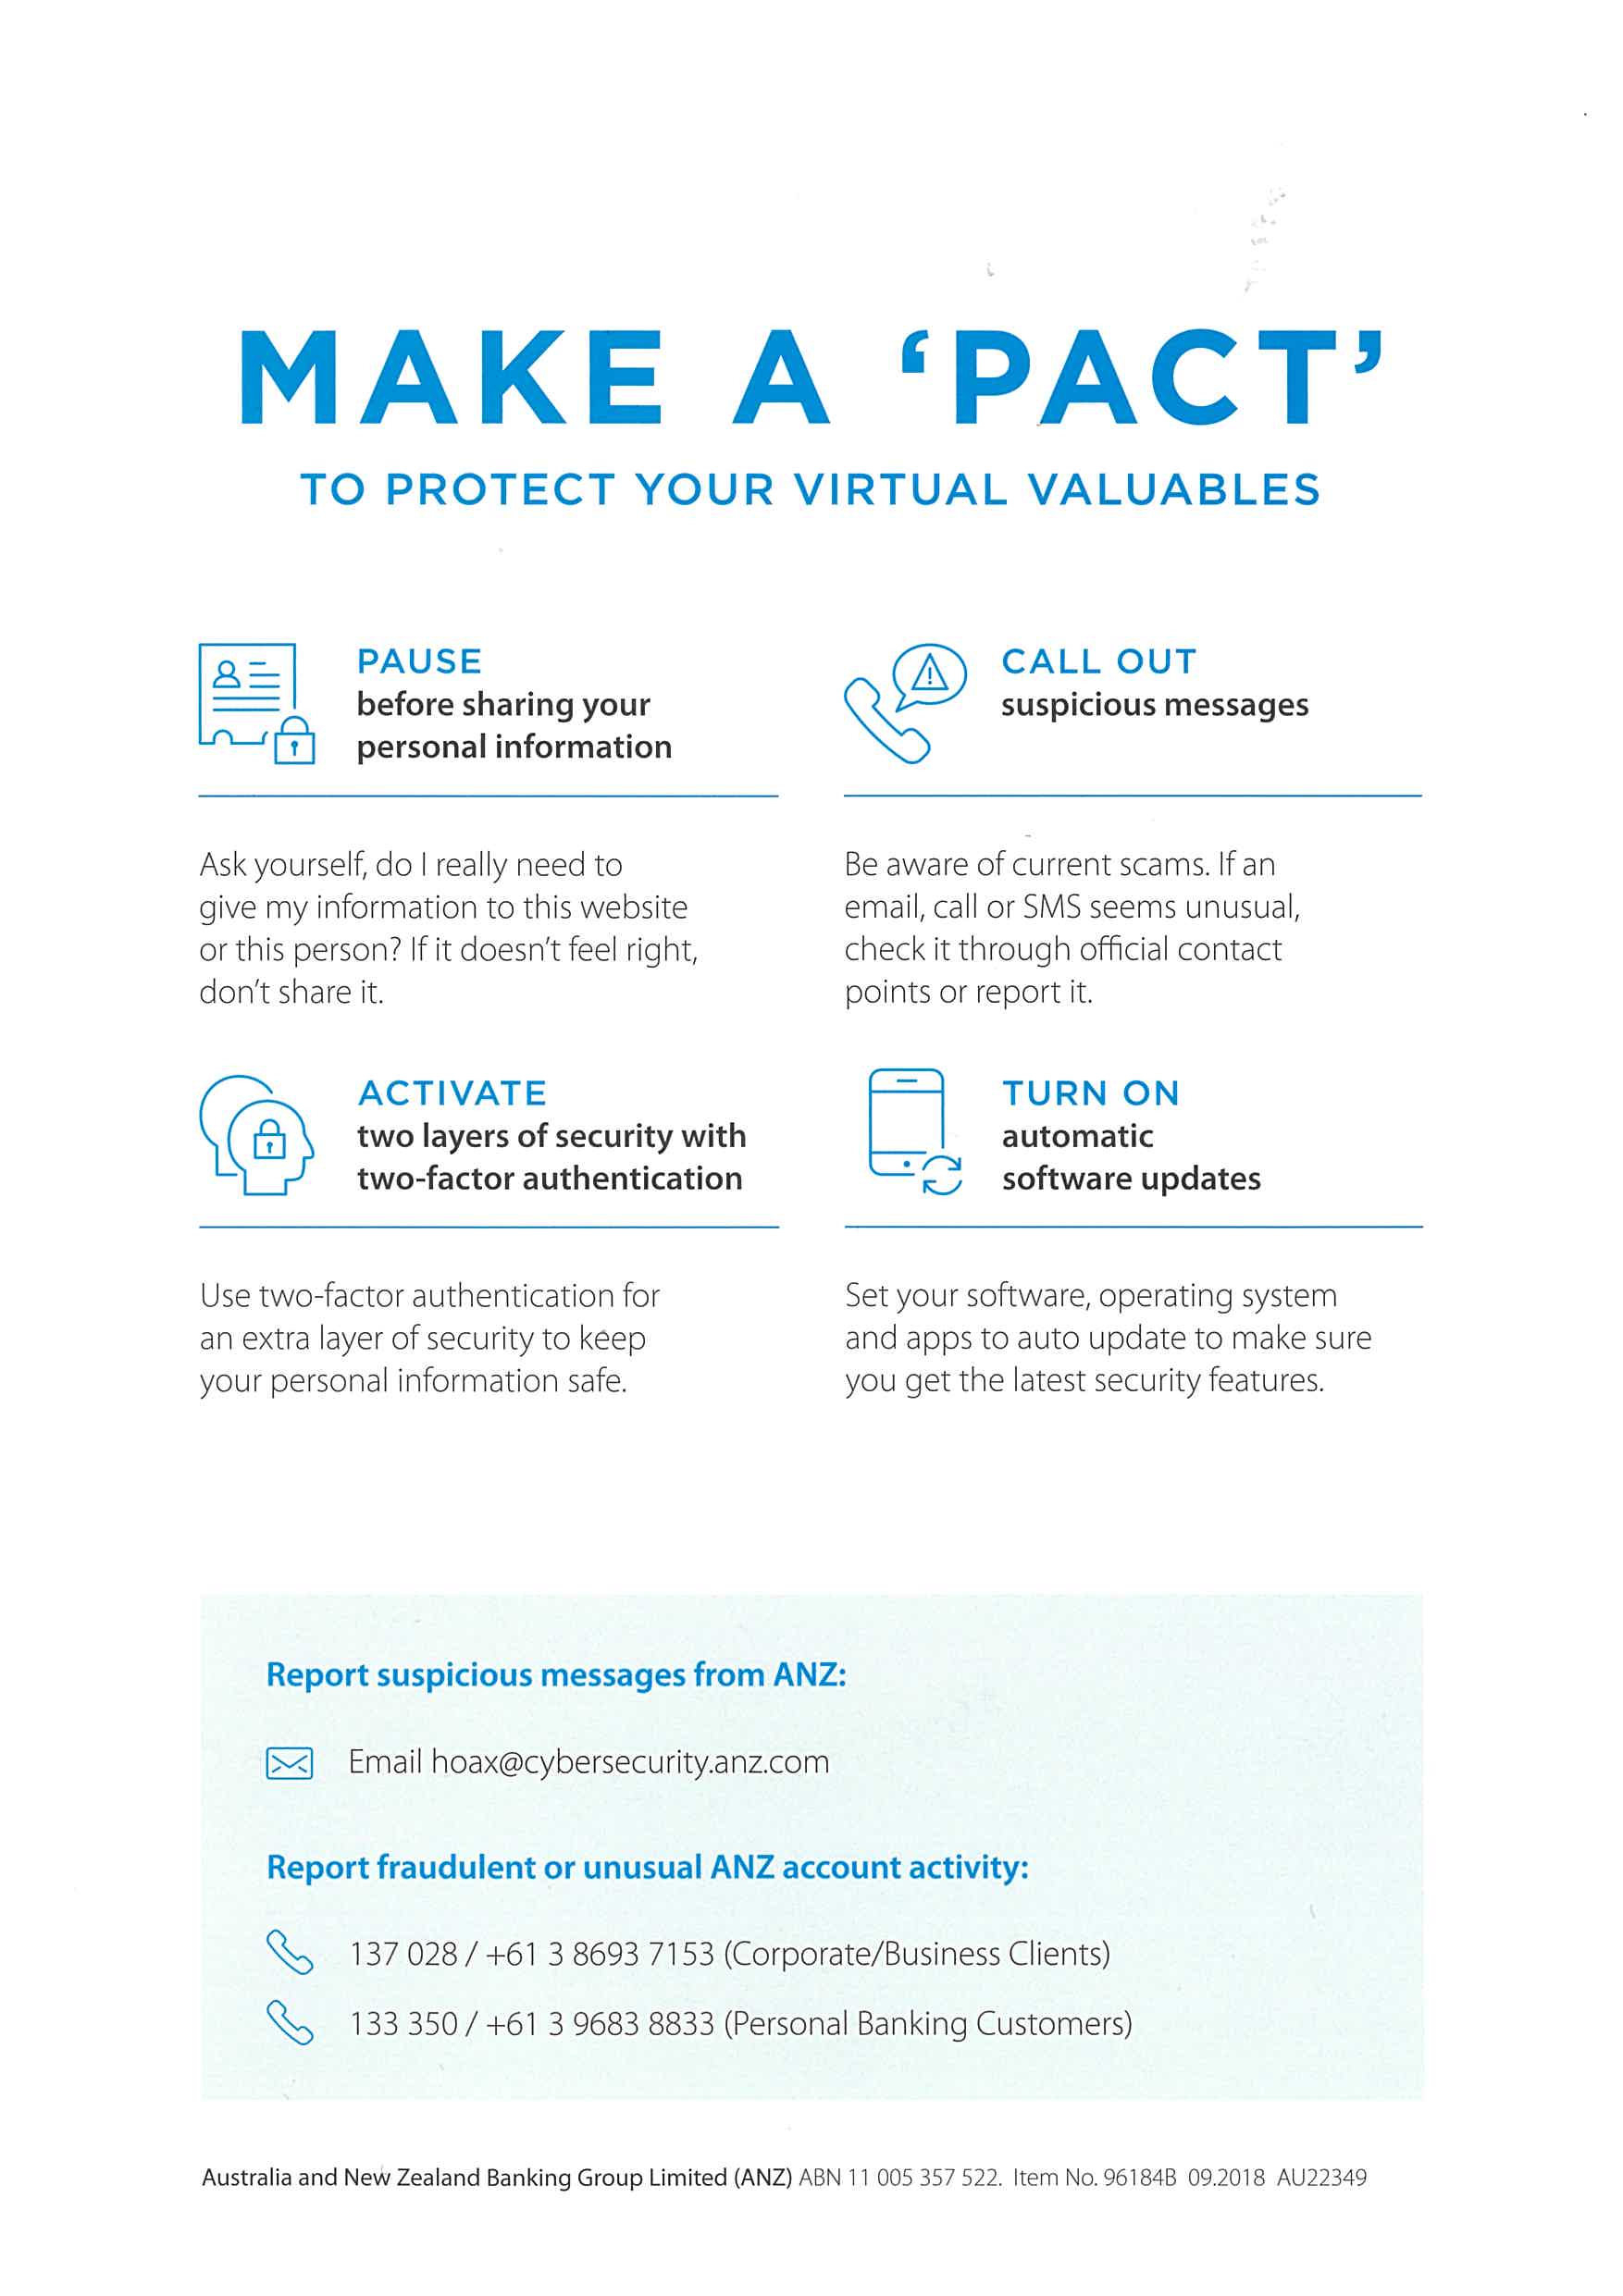 MAKE A ‘PACT’
TO PROTECT YOUR VIRTUAL VALUABLES
PAUSE
before sharing your
personal information
Ask yourself, do I really need to
give my information to this website
or this person? If it doesn’t feel right,
don’t share it.
CALL OUT
suspicious messages
Be aware of current scams. If an
email, call or SMS seems unusual,
check it through official contact
points or report it.
ACTIVATE
two layers of security with
two-factor authentication
Use two-factor authentication for
an extra layer of security to keep
your personal information safe.
TURN ON
automatic
software updates
Set your software, operating system
and apps to auto update to make sure
you get the latest security features.
Report suspicious messages from ANZ:
Email hoax@cybersecurity.anz.com
Report fraudulent or unusual ANZ account activity:
137 028 / +61 3 8693 7153 (Corporate/Business Clients)
133 350 / +61 3 9683 8833 (Personal Banking Customers)
Australia and New Zealand Banking Group Limited (ANZ) ABN 11 005 357 522. Item No. 96184B 09.2018 AU22349